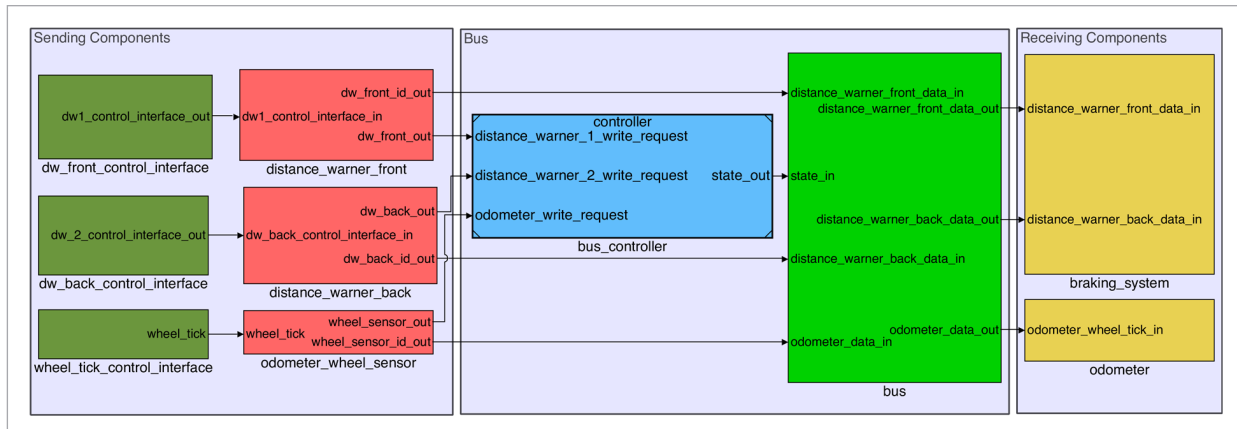 Sending Components
dw1_control_interface_out
dw_front_control_interface
dw_front_id_out
dw1_control_interface_in
dw_front_out
distance_warner_front
dw_2_control_interface_out
dw_back_control_interface
dw_back_out
dw_back_control_interface_in
dw_back_id_out
distance_warner_back
wheel_tick
wheel_tick_control_interface
wheel_sensor_out
wheel_tick
wheel_sensor_id_out
odometer_wheel_sensor
Bus
controller
distance_warner_1_write_request
distance_warner_2_write_request
state_out
odometer_write_request
bus_controller
distance_warner_front_data_in
distance_warner_front_data_out
state_in
distance_warner_back_data_out
distance_warner_back_data_in
odometer_data_out
odometer_data_in
bus
Receiving Components
distance_warner_front_data_in
distance_warner_back_data_in
braking_system
odometer_wheel_tick_in
odometer